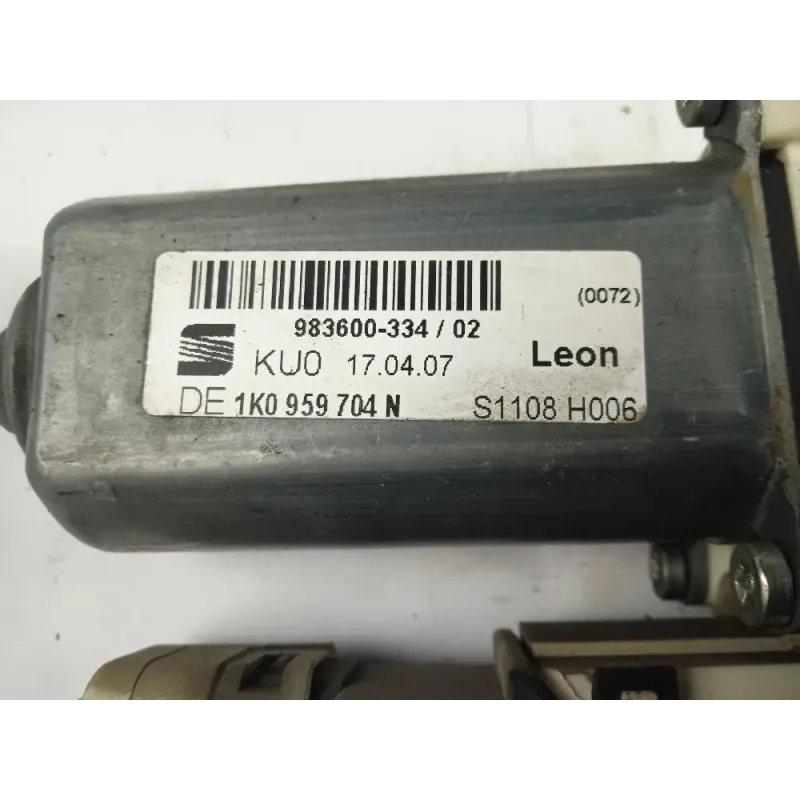 (0072)
983600-334 / 02
KU0 17.04.07 Leon
DE 1K0 959 704 N S1108 H006